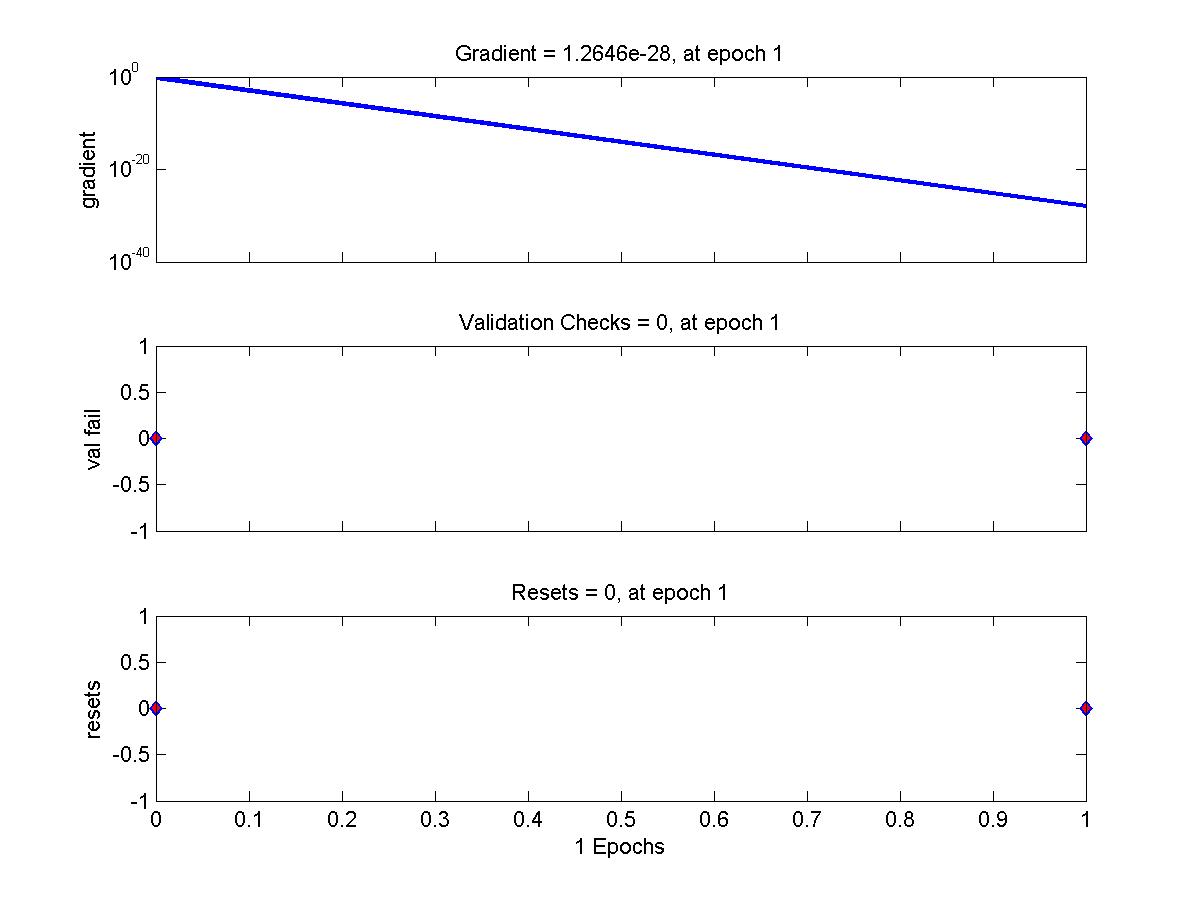 Gradient = 1.2646e-28, at epoch 1
10^0
10^-20
10^-40
gradient
Validation Checks = 0, at epoch 1
1
0.5
0
-0.5
-1
val fail
Resets = 0, at epoch 1
1
0.5
0
-0.5
-1
resets
0 0.1 0.2 0.3 0.4 0.5 0.6 0.7 0.8 0.9 1
1 Epochs